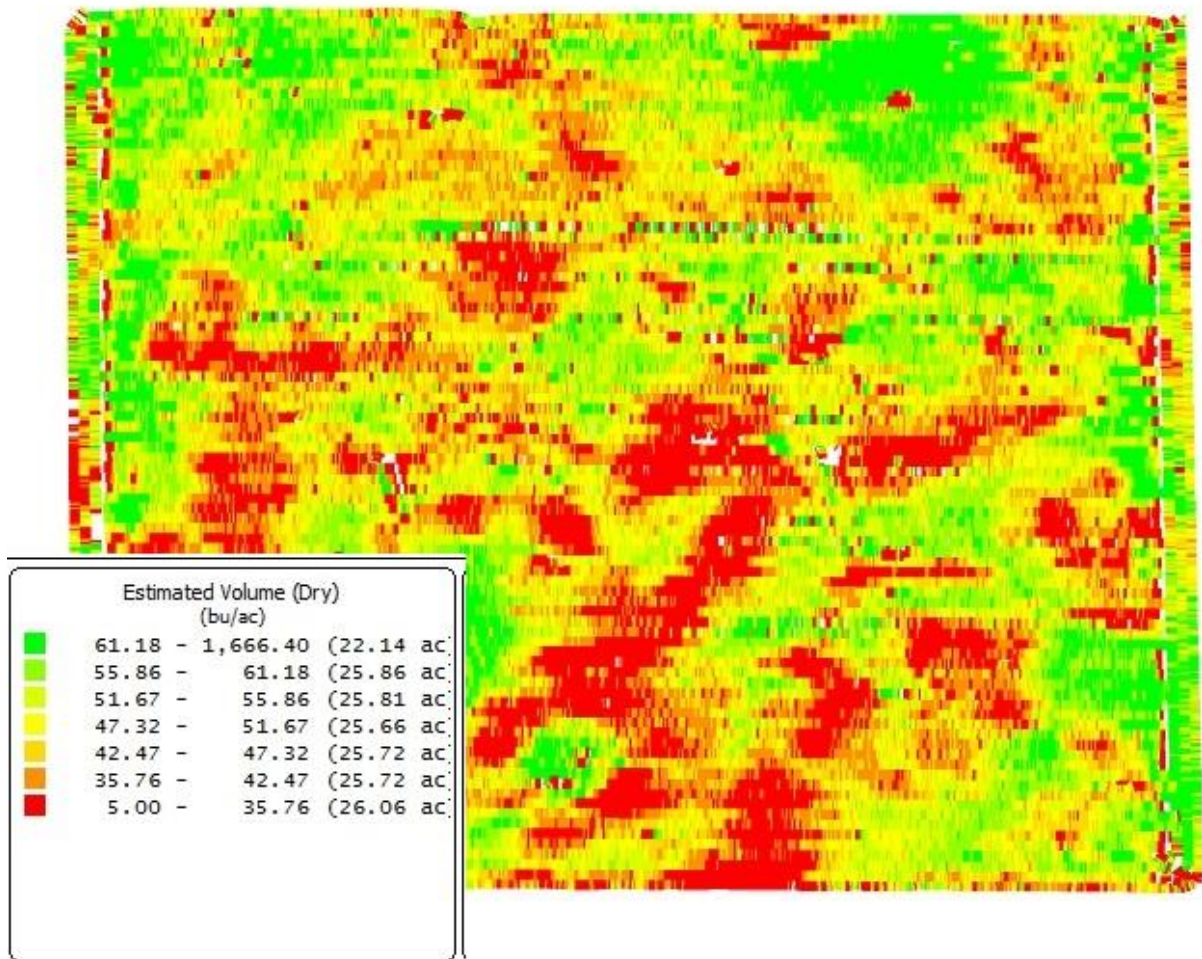 Estimated Volume (Dry)
(bu/ac)
61.18 - 1,666.40 (22.14 ac
55.86 - 61.18 (25.86 ac
51.67 - 55.86 (25.81 ac
47.32 - 51.67 (25.66 ac
42.47 - 47.32 (25.72 ac
35.76 - 42.47 (25.72 ac
5.00 - 35.76 (26.06 ac